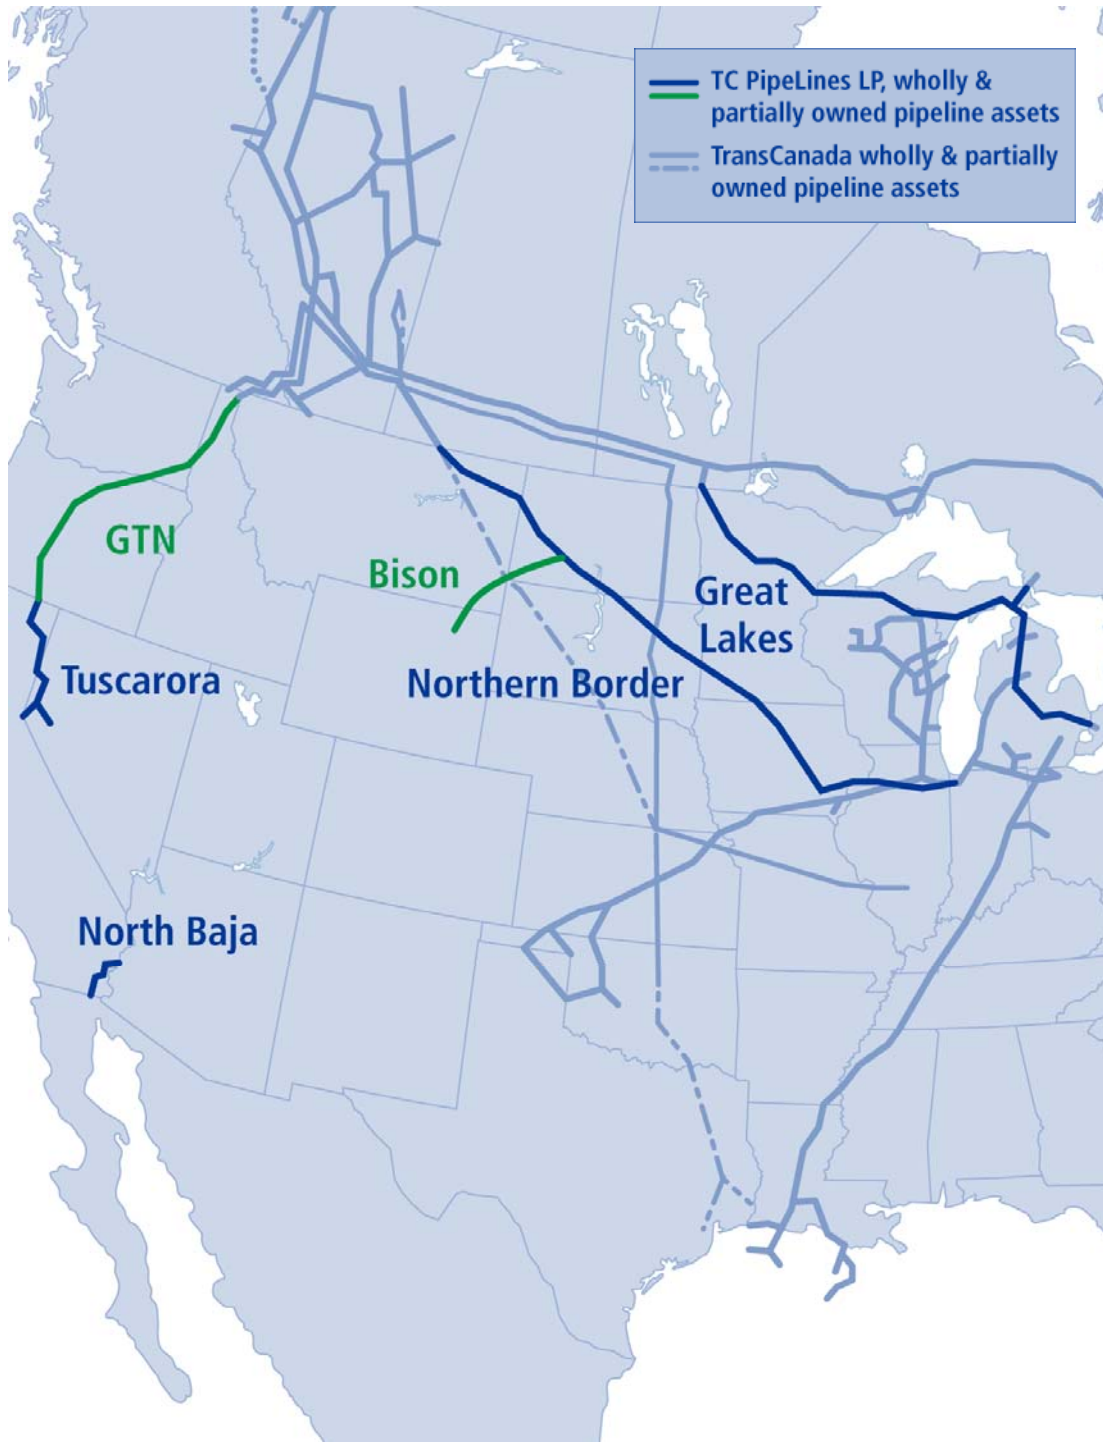 TC PipeLines LP, wholly &
partially owned pipeline assets
TransCanada wholly & partially
owned pipeline assets
GTN
Bison
Great
Lakes
Tuscarora
Northern Border
North Baja